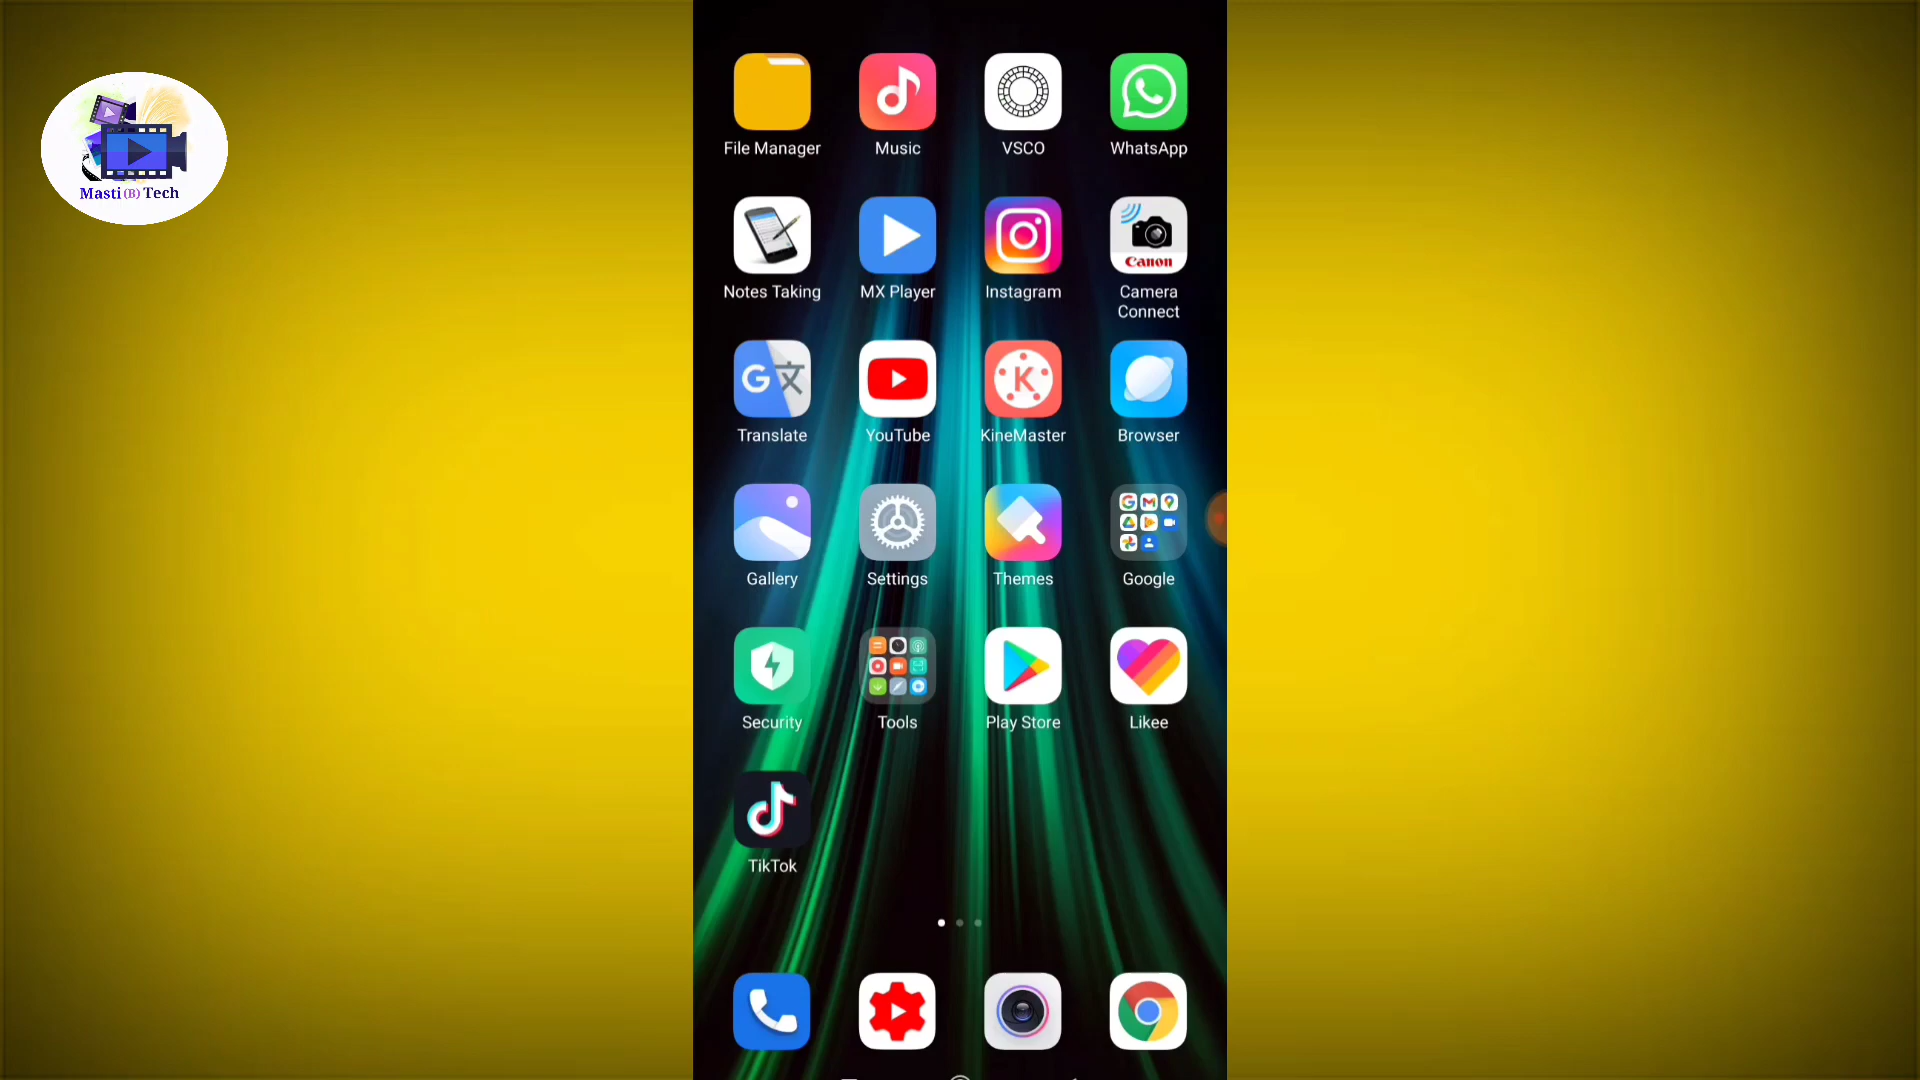 File Manager
Music
VSCO
WhatsApp
Masti (B) Tech
Canon
Notes Taking
MX Player
Instagram
Camera
Connect
G 文
K
Translate
YouTube
KineMaster
Browser
Gallery
Settings
Themes
Google
Security
Tools
Play Store
Likee
TikTok